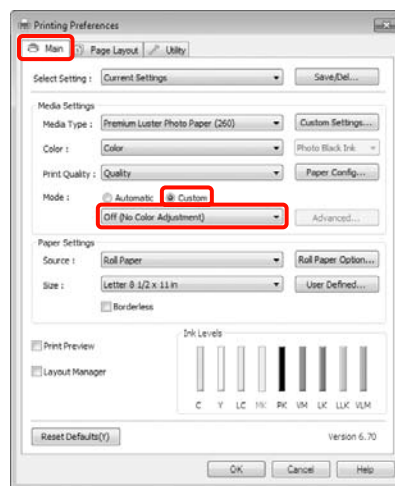 Printing Preferences
Main Page Layout Utility
Select Setting : Current Settings Save/Del...
Media Settings
Media Type : Premium Luster Photo Paper (260) Custom Settings...
Color : Color Photo Black Ink
Print Quality : Quality Paper Config...
Mode : Automatic Custom
Off (No Color Adjustment) Advanced...
Paper Settings
Source : Roll Paper Roll Paper Option...
Size : Letter 8 1/2 x 11 in User Defined...
Borderless
Ink Levels
Print Preview
Layout Manager
C Y LC MK PK VM LK LLK VLM
Reset Defaults(Y) Version 6.70
OK Cancel Help